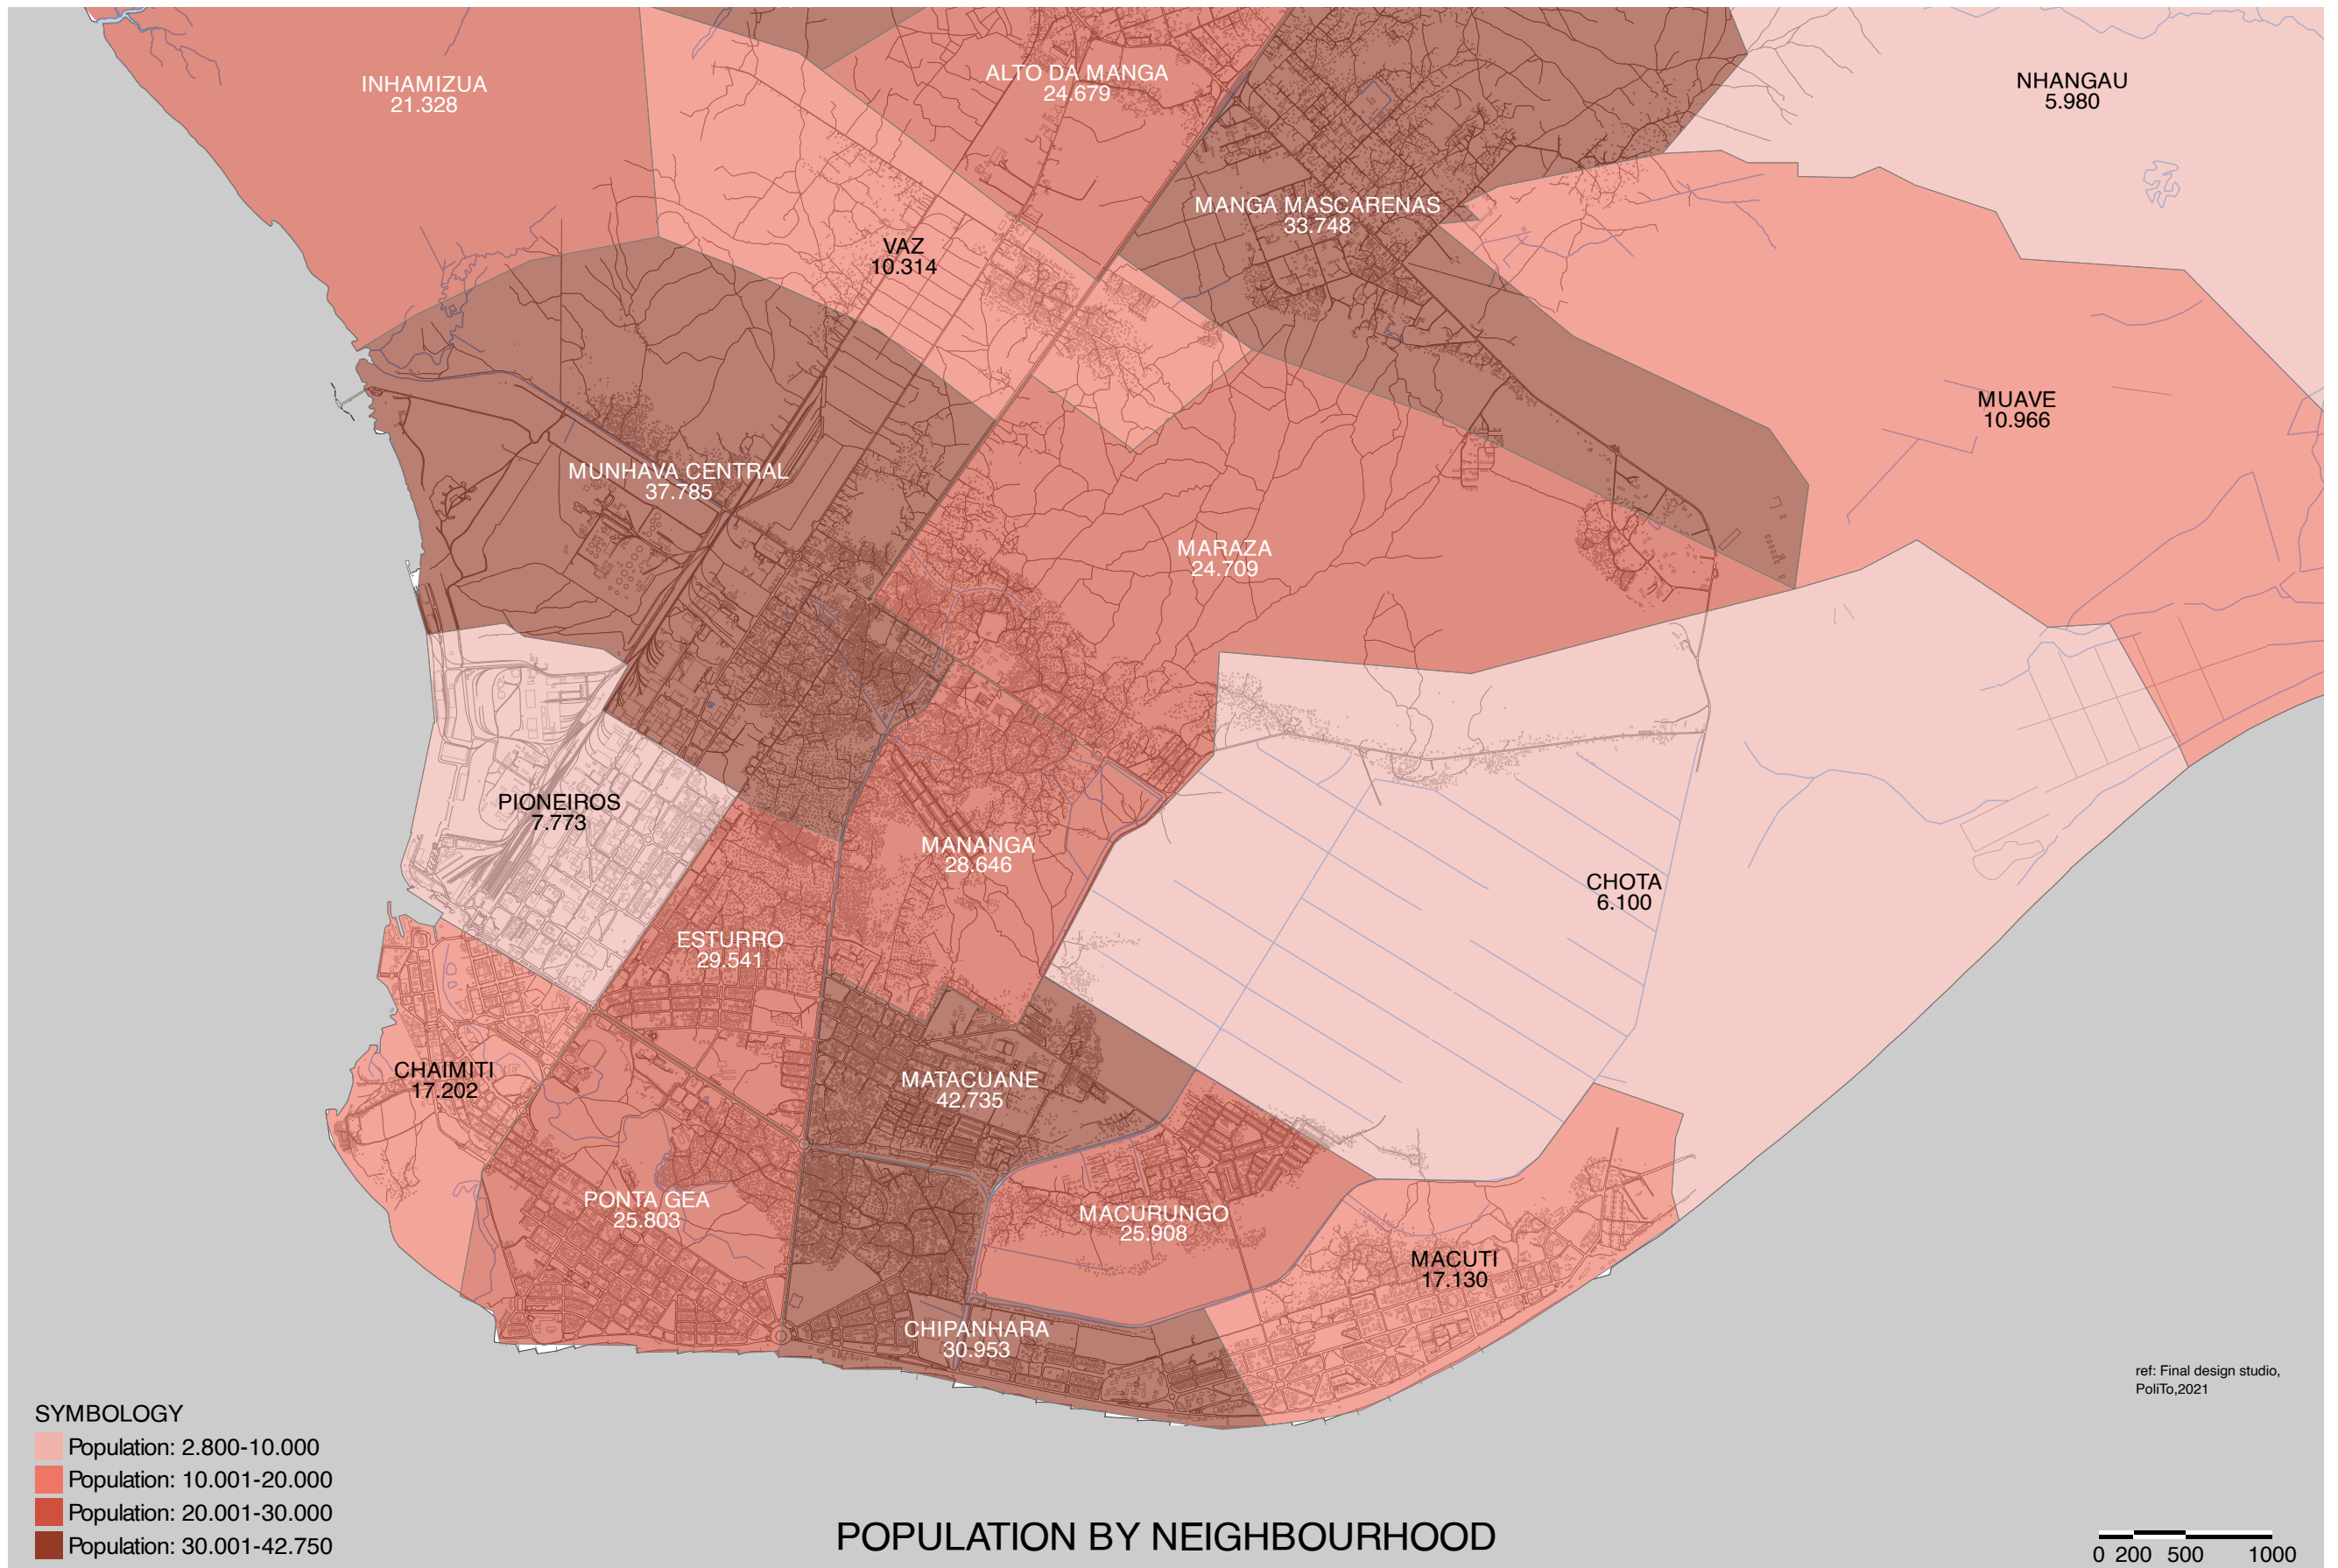 INHAMIZUA
21.328
ALTO DA MANGA
24.679
NHANGAU
5.980
MANGA MASCARENAS
33.748
VAZ
10.314
MUAVE
10.966
MUNHAVA CENTRAL
37.785
MARAZA
24.709
PIONEIROS
7.773
MANANGA
28.646
CHOTA
6.100
ESTURRO
29.541
CHAIMITI
17.202
MATACUANE
42.735
PONTA GEA
25.803
MACURUNGO
25.908
MACUTI
17.130
CHIPANHARA
30.953
ref: Final design studio,
PoliTo,2021
SYMBOLOGY
Population: 2.800-10.000
Population: 10.001-20.000
Population: 20.001-30.000
Population: 30.001-42.750
POPULATION BY NEIGHBOURHOOD
0 200 500 1000